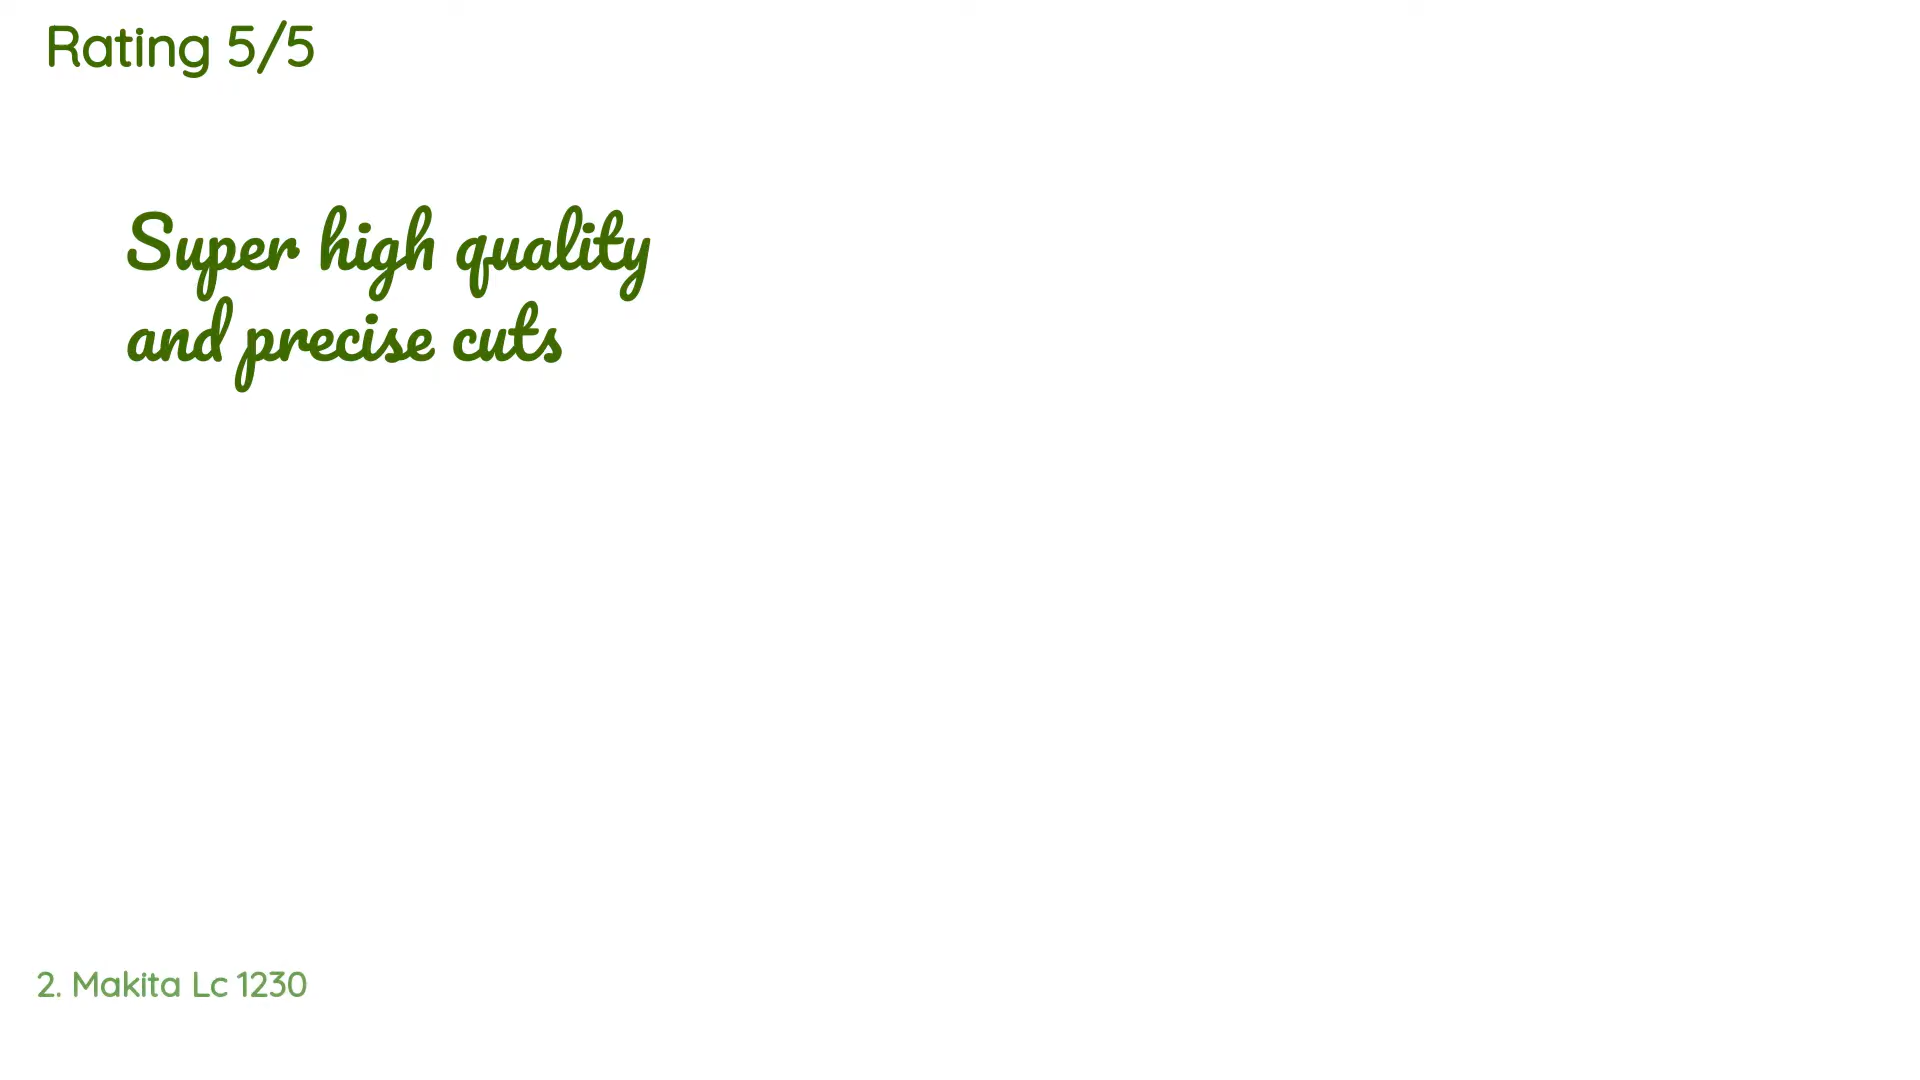 Rating 5/5
Super high quality
and precise cuts
2. Makita Lc 1230